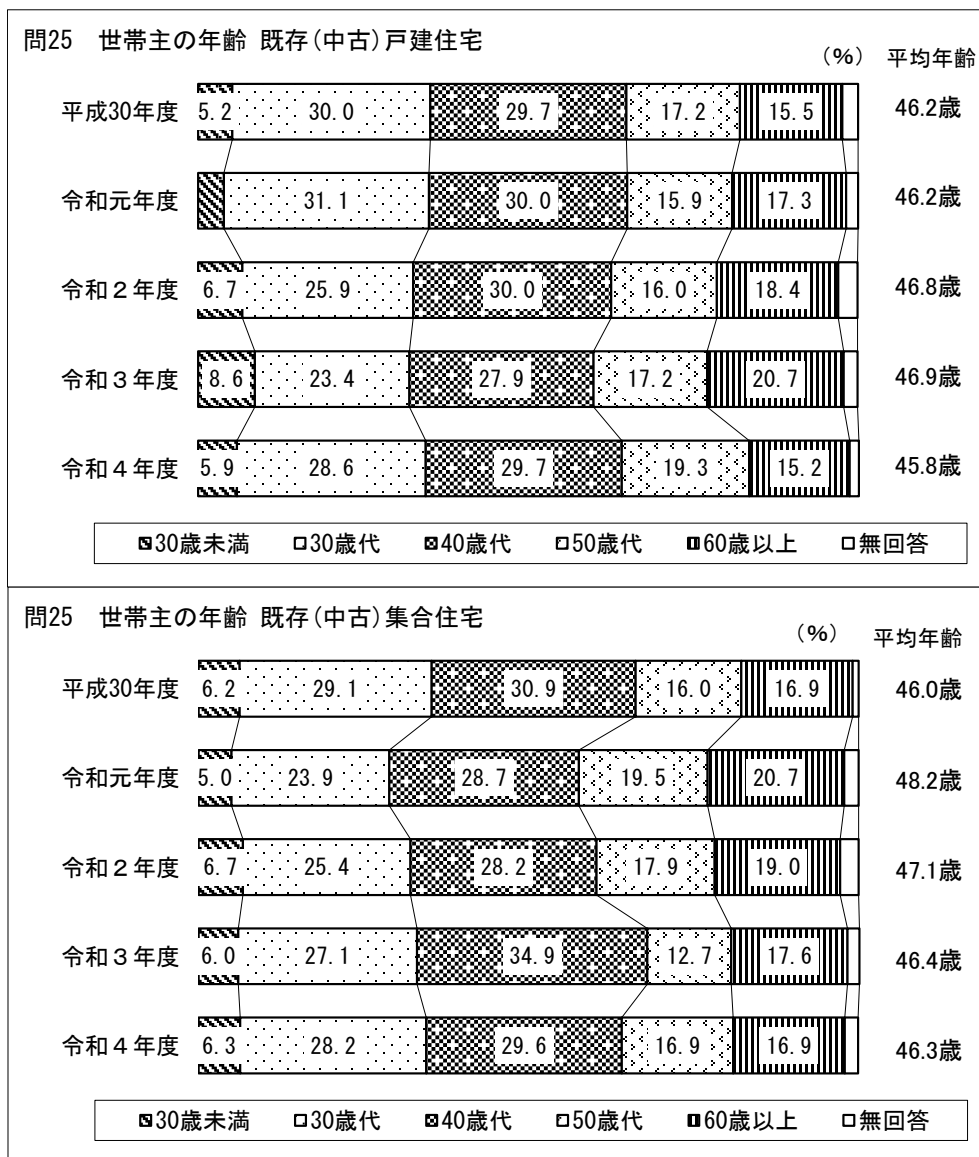 問25 世帯主の年齢 既存(中古)戸建住宅
(%) 平均年齢
平成30年度 5.2 30.0 29.7 17.2 15.5 46.2歳
令和元年度 31.1 30.0 15.9 17.3 46.2歳
令和2年度 6.7 25.9 30.0 16.0 18.4 46.8歳
令和3年度 8.6 23.4 27.9 17.2 20.7 46.9歳
令和4年度 5.9 28.6 29.7 19.3 15.2 45.8歳
30歳未満 30歳代 40歳代 50歳代 60歳以上 無回答
問25 世帯主の年齢 既存(中古)集合住宅
(%) 平均年齢
平成30年度 6.2 29.1 30.9 16.0 16.9 46.0歳
令和元年度 5.0 23.9 28.7 19.5 20.7 48.2歳
令和2年度 6.7 25.4 28.2 17.9 19.0 47.1歳
令和3年度 6.0 27.1 34.9 12.7 17.6 46.4歳
令和4年度 6.3 28.2 29.6 16.9 16.9 46.3歳
30歳未満 30歳代 40歳代 50歳代 60歳以上 無回答